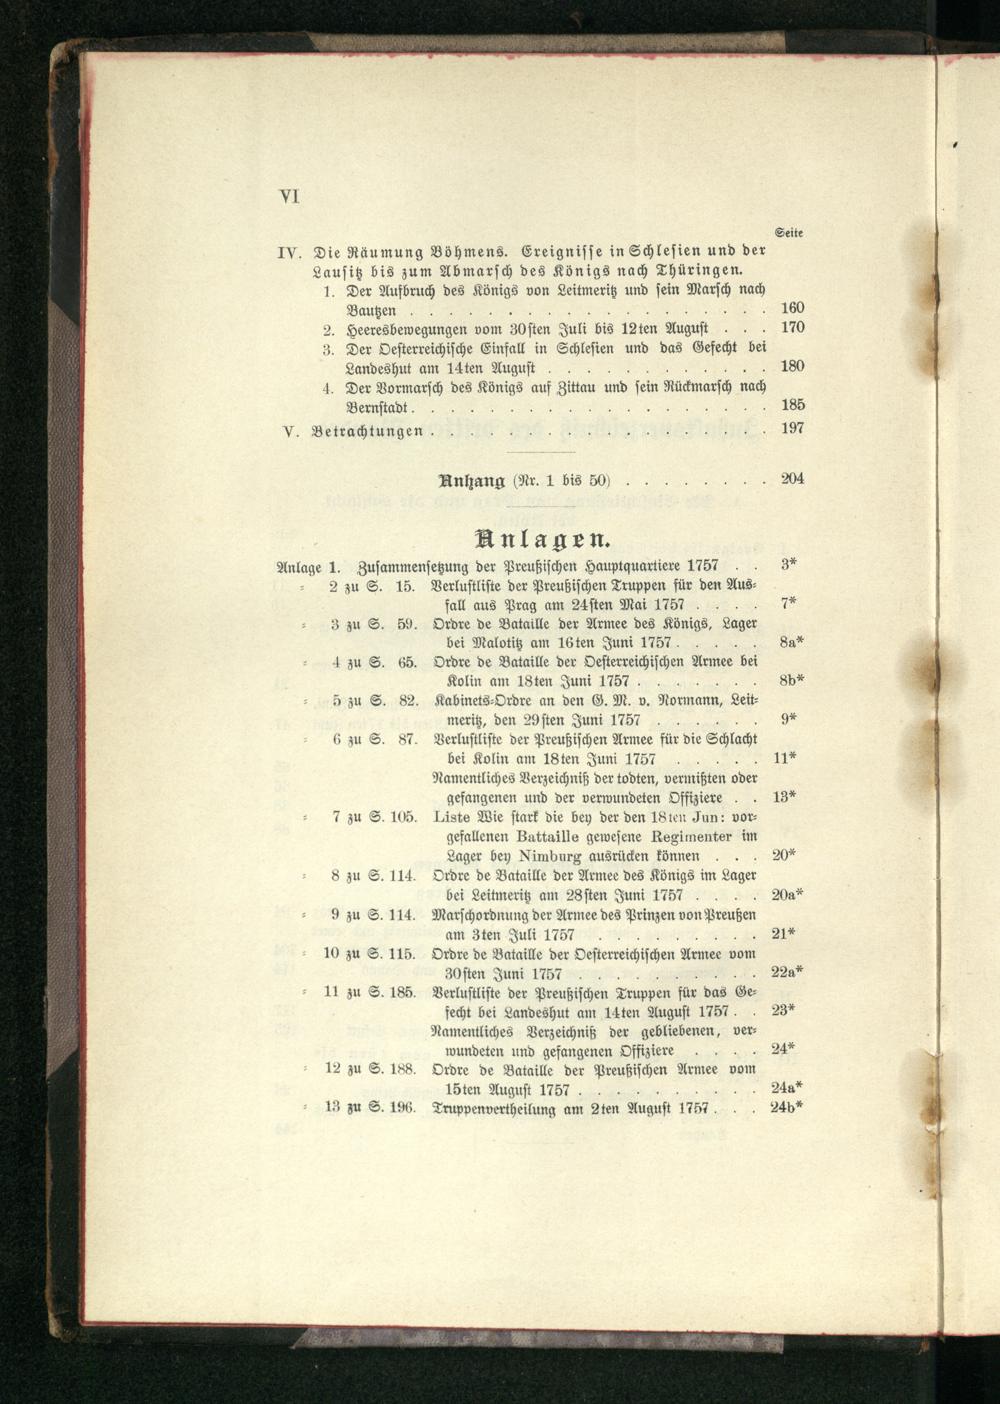 VI
Seite
IV. Die Räumung Böhmens. Ereignisse in Schlesien und der
Lausitz bis zum Abmarsch des Königs nach Thüringen.
1. Der Aufbruch des Königs von Leitmeritz und sein Marsch nach
Bautzen . . . . . . . . . . . . . . . . . . 160
2. Heeresbewegungen vom 30sten Juli bis 12ten August . . . 170
3. Der Oesterreichische Einfall in Schlesien und das Gefecht bei
Landeshut am 14ten August . . . . . . . . . . . 180
4. Der Vormarsch des Königs auf Zittau und sein Rückmarsch nach
Bernstadt . . . . . . . . . . . . . . . . . . 185
V. Betrachtungen . . . . . . . . . . . . . . . . . 197
Anhang (Nr. 1 bis 50) . . . . . . . . 204
Anlagen.
Anlage 1. Zusammensetzung der Preußischen Hauptquartiere 1757 . . 3*
= 2 zu S. 15. Verlustliste der Preußischen Truppen für den Aus=
fall aus Prag am 24sten Mai 1757 . . . . 7*
= 3 zu S. 59. Ordre de Bataille der Armee des Königs, Lager
bei Malotitz am 16ten Juni 1757 . . . . . 8a*
= 4 zu S. 65. Ordre de Bataille der Oesterreichischen Armee bei
Kolin am 18ten Juni 1757 . . . . . . . 8b*
= 5 zu S. 82. Kabinets=Ordre an den G. M. v. Normann, Leit=
meritz, den 29sten Juni 1757 . . . . . . 9*
= 6 zu S. 87. Verlustliste der Preußischen Armee für die Schlacht
bei Kolin am 18ten Juni 1757 . . . . . 11*
Namentliches Verzeichniß der todten, vermißten oder
gefangenen und der verwundeten Offiziere . . 13*
= 7 zu S. 105. Liste Wie stark die bey der den 18ten Jun: vor=
gefallenen Battaille gewesene Regimenter im
Lager bey Nimburg ausrücken können . . . 20*
= 8 zu S. 114. Ordre de Bataille der Armee des Königs im Lager
bei Leitmeritz am 28sten Juni 1757 . . . . 20a*
= 9 zu S. 114. Marschordnung der Armee des Prinzen von Preußen
am 3ten Juli 1757 . . . . . . . . . 21*
= 10 zu S. 115. Ordre de Bataille der Oesterreichischen Armee vom
30sten Juni 1757 . . . . . . . . . . 22a*
= 11 zu S. 185. Verlustliste der Preußischen Truppen für das Ge=
fecht bei Landeshut am 14ten August 1757 . . 23*
Namentliches Verzeichniß der gebliebenen, ver=
wundeten und gefangenen Offiziere . . . . 24*
= 12 zu S. 188. Ordre de Bataille der Preußischen Armee vom
15ten August 1757 . . . . . . . . . . 24a*
= 13 zu S. 196. Truppenvertheilung am 2ten August 1757 . . . 24b*